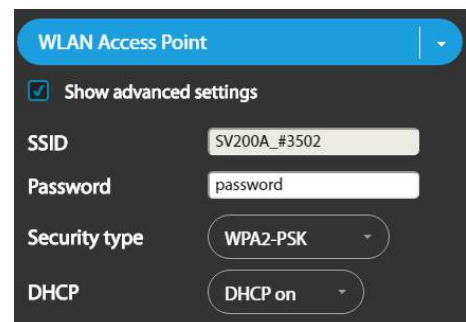 WLAN Access Point
Show advanced settings
SSID SV200A_#3502
Password password
Security type WPA2-PSK
DHCP DHCP on